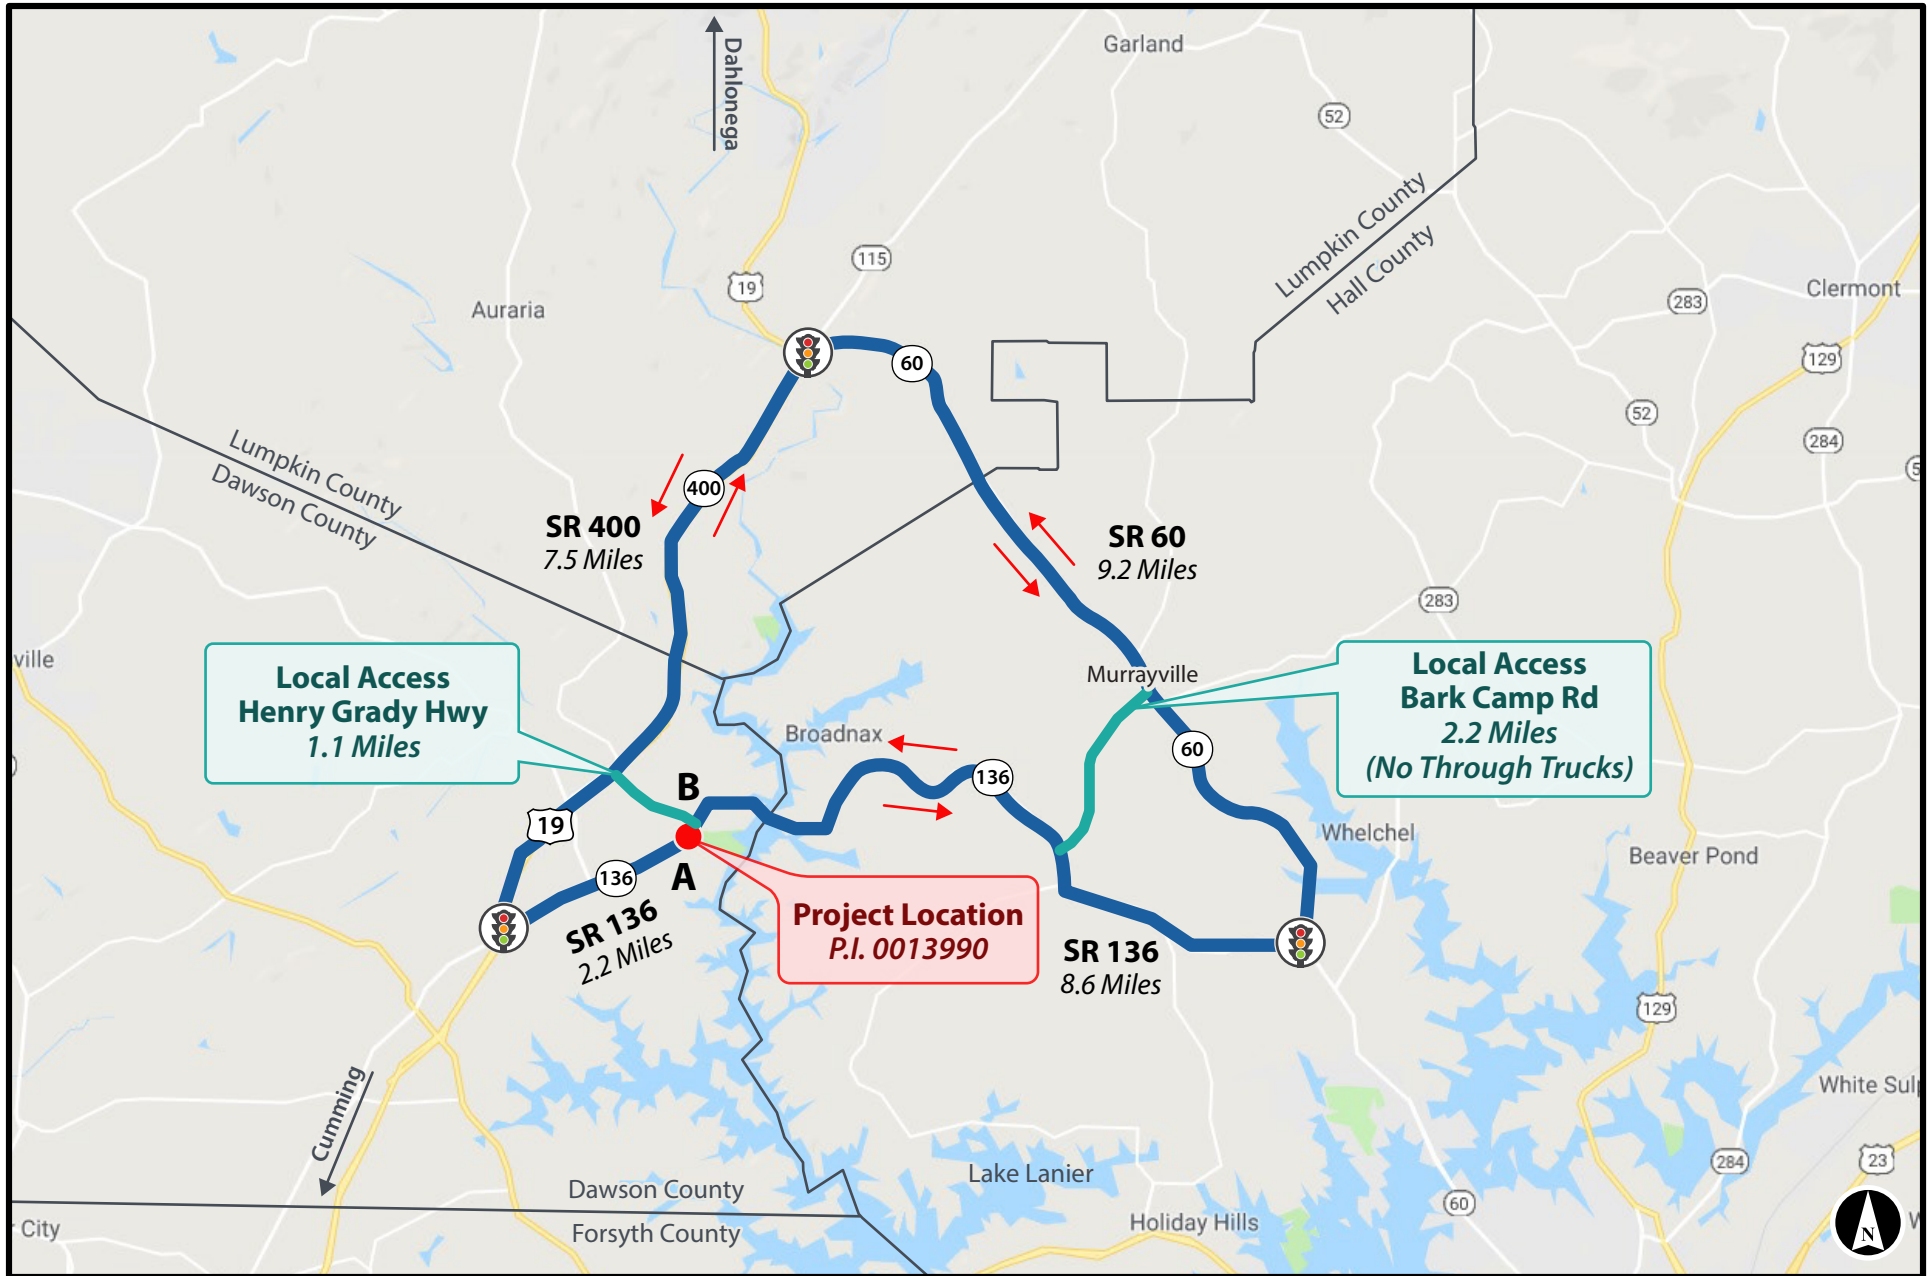 Dahlonega
Garland
52
115
19
Auraria
Lumpkin County
Hall County
283
Clermont
129
60
52
284
Lumpkin County
Dawson County
400
SR 400
7.5 Miles
SR 60
9.2 Miles
283
ville
Local Access
Henry Grady Hwy
1.1 Miles
Murrayville
Local Access
Bark Camp Rd
2.2 Miles
(No Through Trucks)
Broadnax
60
136
B
19
A
136
SR 136
2.2 Miles
Whelchel
Beaver Pond
Project Location
P.I. 0013990
SR 136
8.6 Miles
129
Cumming
White Sulp
Lake Lanier
284
23
Dawson County
Forsyth County
60
City
Holiday Hills
N